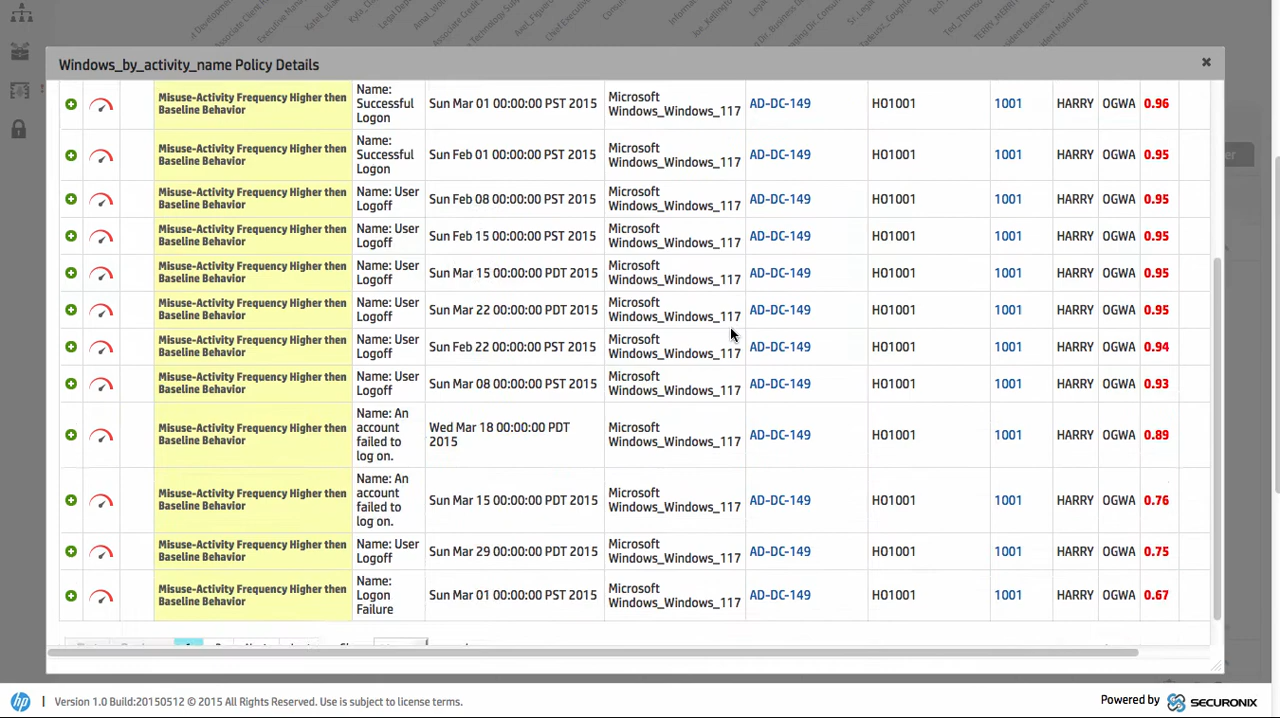 Windows_by_activity_name Policy Details
Misuse-Activity Frequency Higher then
Baseline Behavior
Name:
Successful
Logon
Sun Mar 01 00:00:00 PST 2015
Microsoft
Windows_Windows_117
AD-DC-149
HO1001
1001
HARRY
OGWA
0.96
Misuse-Activity Frequency Higher then
Baseline Behavior
Name:
Successful
Logon
Sun Feb 01 00:00:00 PST 2015
Microsoft
Windows_Windows_117
AD-DC-149
HO1001
1001
HARRY
OGWA
0.95
Misuse-Activity Frequency Higher then
Baseline Behavior
Name: User
Logoff
Sun Feb 08 00:00:00 PST 2015
Microsoft
Windows_Windows_117
AD-DC-149
HO1001
1001
HARRY
OGWA
0.95
Misuse-Activity Frequency Higher then
Baseline Behavior
Name: User
Logoff
Sun Feb 15 00:00:00 PST 2015
Microsoft
Windows_Windows_117
AD-DC-149
HO1001
1001
HARRY
OGWA
0.95
Misuse-Activity Frequency Higher then
Baseline Behavior
Name: User
Logoff
Sun Mar 15 00:00:00 PDT 2015
Microsoft
Windows_Windows_117
AD-DC-149
HO1001
1001
HARRY
OGWA
0.95
Misuse-Activity Frequency Higher then
Baseline Behavior
Name: User
Logoff
Sun Mar 22 00:00:00 PDT 2015
Microsoft
Windows_Windows_117
AD-DC-149
HO1001
1001
HARRY
OGWA
0.95
Misuse-Activity Frequency Higher then
Baseline Behavior
Name: User
Logoff
Sun Feb 22 00:00:00 PST 2015
Microsoft
Windows_Windows_117
AD-DC-149
HO1001
1001
HARRY
OGWA
0.94
Misuse-Activity Frequency Higher then
Baseline Behavior
Name: User
Logoff
Sun Mar 08 00:00:00 PST 2015
Microsoft
Windows_Windows_117
AD-DC-149
HO1001
1001
HARRY
OGWA
0.93
Misuse-Activity Frequency Higher then
Baseline Behavior
Name: An
account
failed to
log on.
Wed Mar 18 00:00:00 PDT
2015
Microsoft
Windows_Windows_117
AD-DC-149
HO1001
1001
HARRY
OGWA
0.89
Misuse-Activity Frequency Higher then
Baseline Behavior
Name: An
account
failed to
log on.
Sun Mar 15 00:00:00 PDT 2015
Microsoft
Windows_Windows_117
AD-DC-149
HO1001
1001
HARRY
OGWA
0.76
Misuse-Activity Frequency Higher then
Baseline Behavior
Name: User
Logoff
Sun Mar 29 00:00:00 PDT 2015
Microsoft
Windows_Windows_117
AD-DC-149
HO1001
1001
HARRY
OGWA
0.75
Misuse-Activity Frequency Higher then
Baseline Behavior
Name:
Logon
Failure
Sun Mar 01 00:00:00 PST 2015
Microsoft
Windows_Windows_117
AD-DC-149
HO1001
1001
HARRY
OGWA
0.67
hp
Version 1.0 Build:20150512 © 2015 All Rights Reserved. Use is subject to license terms.
Powered by
SECURONIX